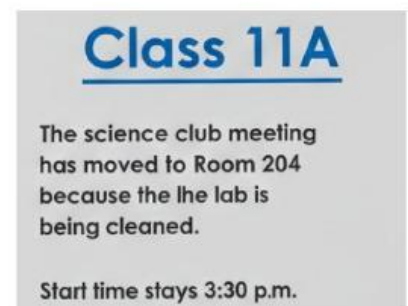 Class 11A
The science club meeting
has moved to Room 204
because the lhe lab is
being cleaned.
Start time stays 3:30 p.m.